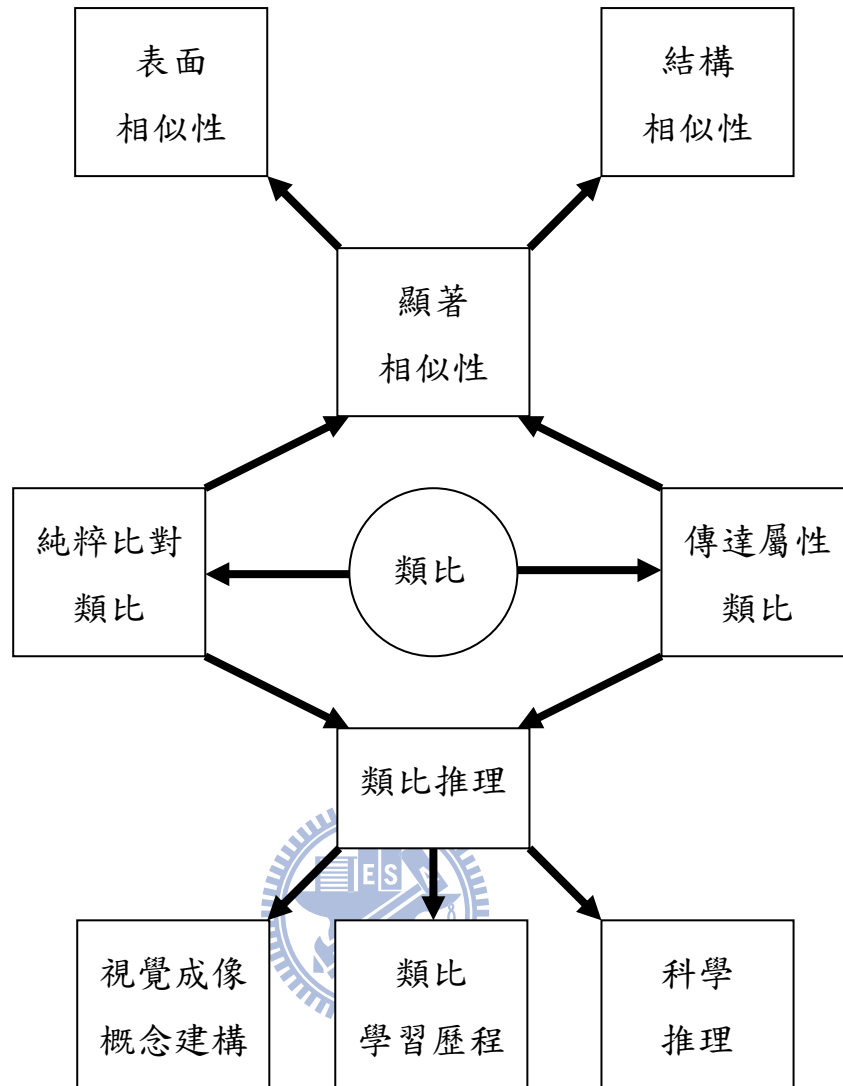 表面
相似性
結構
相似性
顯著
相似性
純粹比對
類比
類比
傳達屬性
類比
類比推理
ES
視覺成像
概念建構
類比
學習歷程
科學
推理